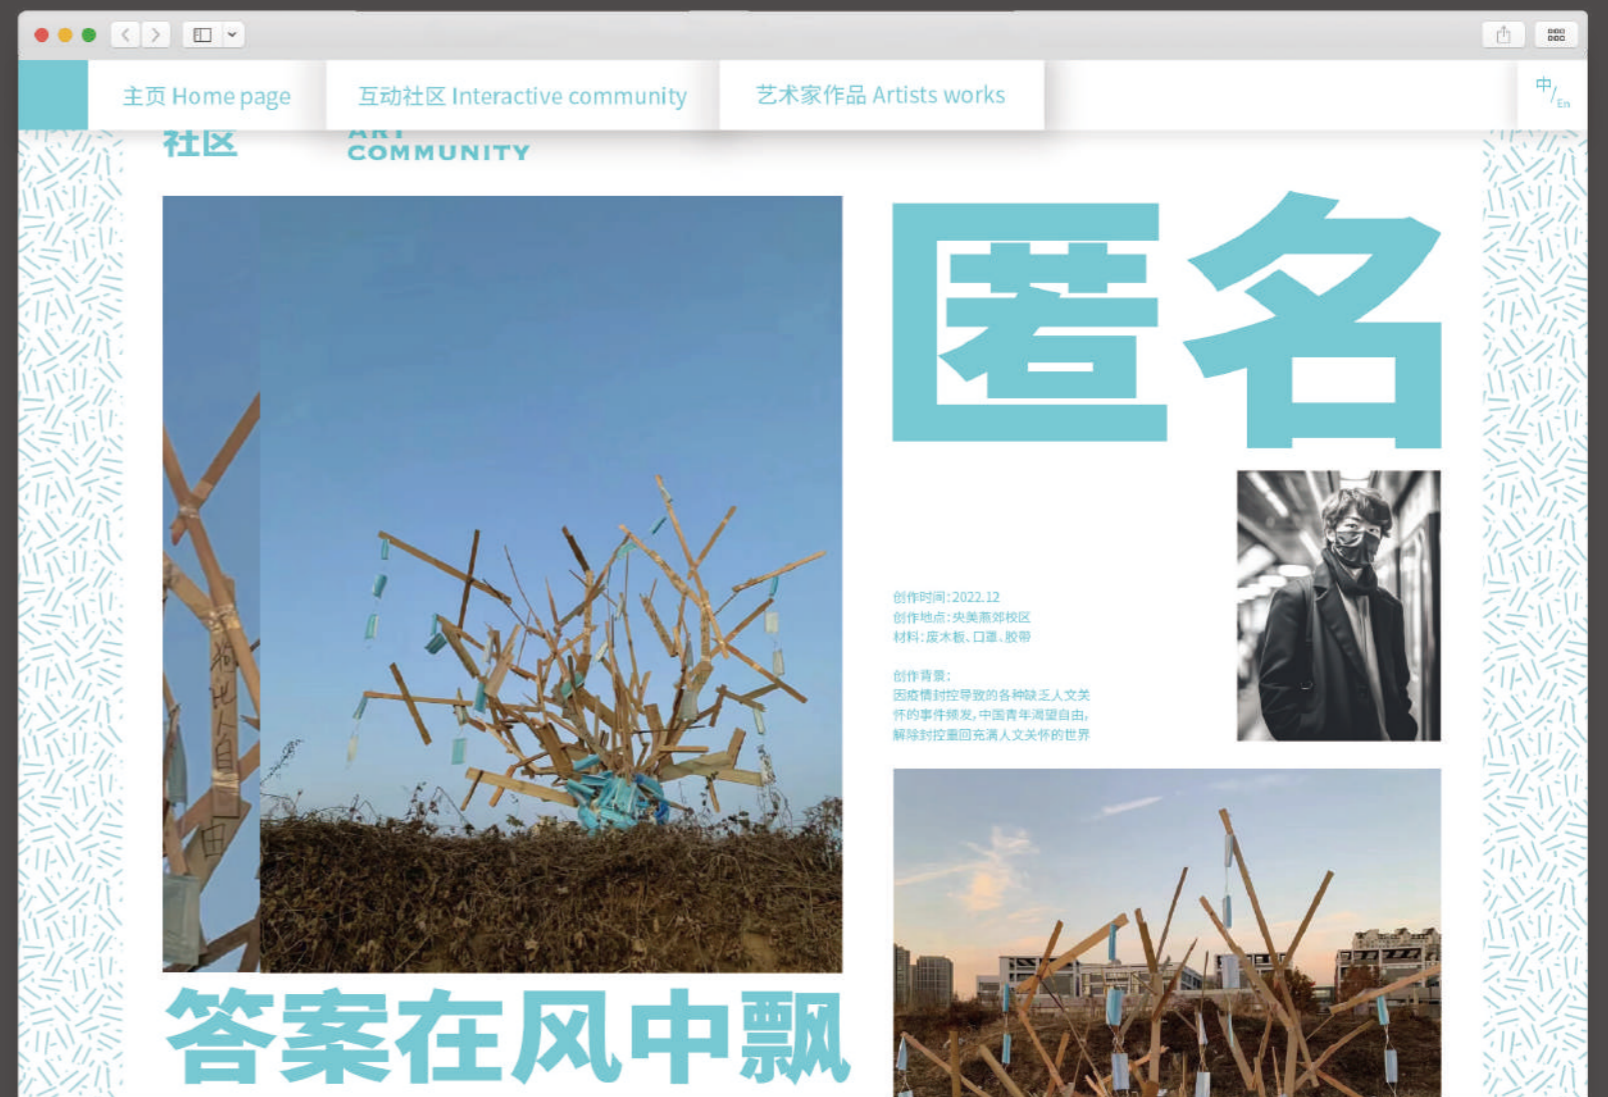 主页 Home page
互动社区 Interactive community
艺术家作品 Artists works
中/En
社区
ART
COMMUNITY
匿名
创作时间：2022.12
创作地点：央美燕郊校区
材料：废木板、口罩、胶带
创作背景：
因疫情封控导致的各种缺乏人文关
怀的事件频发，中国青年渴望自由，
解除封控重回充满人文关怀的世界
答案在风中飘